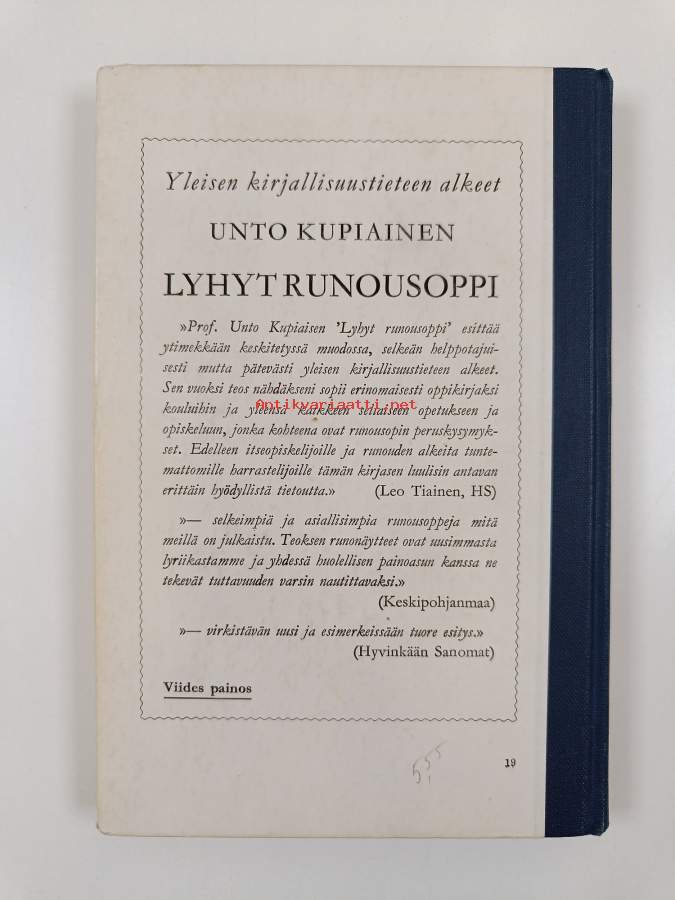 Yleisen kirjallisuustieteen alkeet
UNTO KUPIAINEN
LYHYT RUNOUSOPPI
»Prof. Unto Kupiaisen 'Lyhyt runousoppi' esittää
ytimekkään keskitetyssä muodossa, selkeän helppotajui-
sesti mutta pätevästi yleisen kirjallisuustieteen alkeet.
Sen vuoksi teos nähdäkseni sopii erinomaisesti oppikirjaksi
Antikvariaatti.net
kouluihin ja yleensä kaikkeen sellaiseen opetukseen ja
opiskeluun, jonka kohteena ovat runousopin peruskysymyk-
set. Edelleen itseopiskelijoille ja runouden alkeita tunte-
mattomille harrastelijoille tämän kirjasen luulisin antavan
erittäin hyödyllistä tietoutta.» (Leo Tiainen, HS)
»— selkeimpiä ja asiallisimpia runousoppeja mitä
meillä on julkaistu. Teoksen runonäytteet ovat uusimmasta
lyriikastamme ja yhdessä huolellisen painoasun kanssa ne
tekevät tuttavuuden varsin nautittavaksi.»
(Keskipohjanmaa)
»— virkistävän uusi ja esimerkeissään tuore esitys.»
(Hyvinkään Sanomat)
Viides painos
19